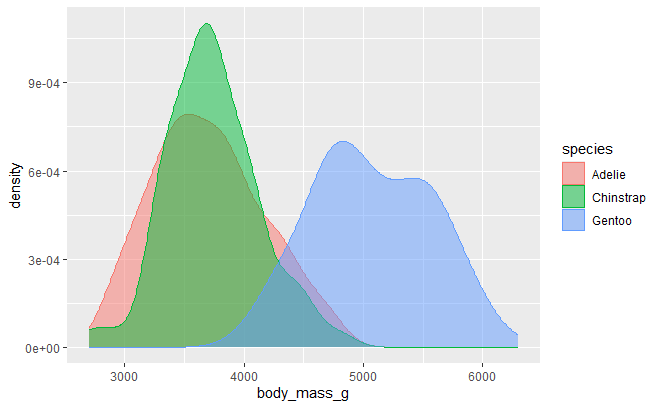 density
9e-04
6e-04
3e-04
0e+00
3000 4000 5000 6000
body_mass_g
species
Adelie
Chinstrap
Gentoo